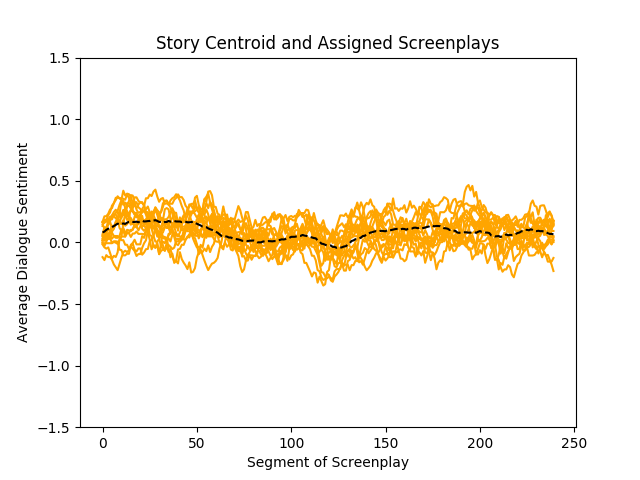 Story Centroid and Assigned Screenplays
1.5
1.0
0.5
0.0
−0.5
−1.0
−1.5
Average Dialogue Sentiment
0 50 100 150 200 250
Segment of Screenplay